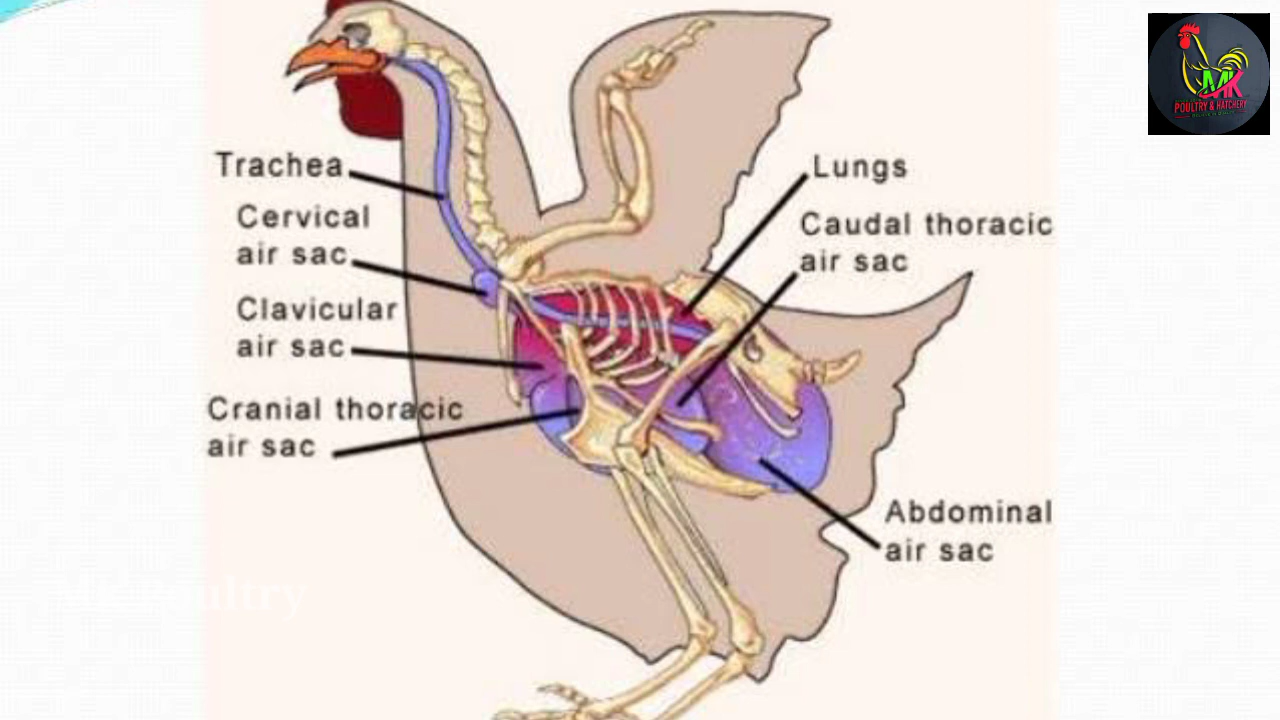 Trachea
Cervical
air sac
Clavicular
air sac
Cranial thoracic
air sac
Lungs
Caudal thoracic
air sac
Abdominal
air sac
MK
POULTRY & HATCHERY